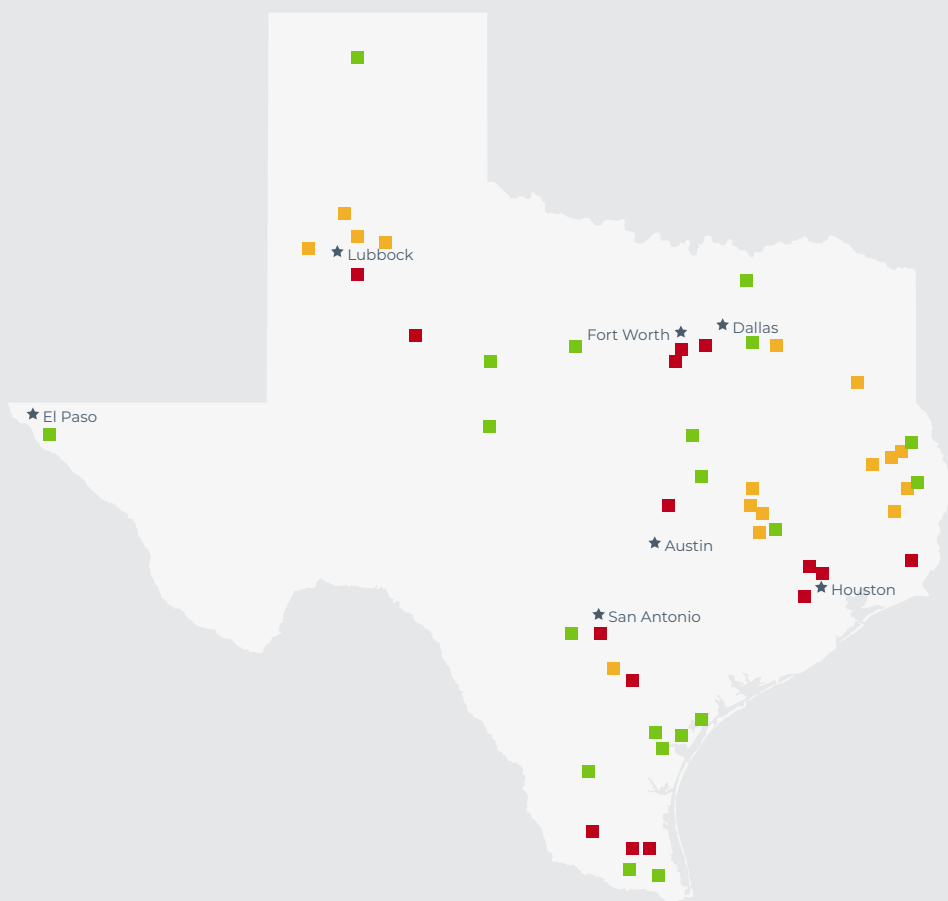 Lubbock
Fort Worth
Dallas
El Paso
Austin
Houston
San Antonio